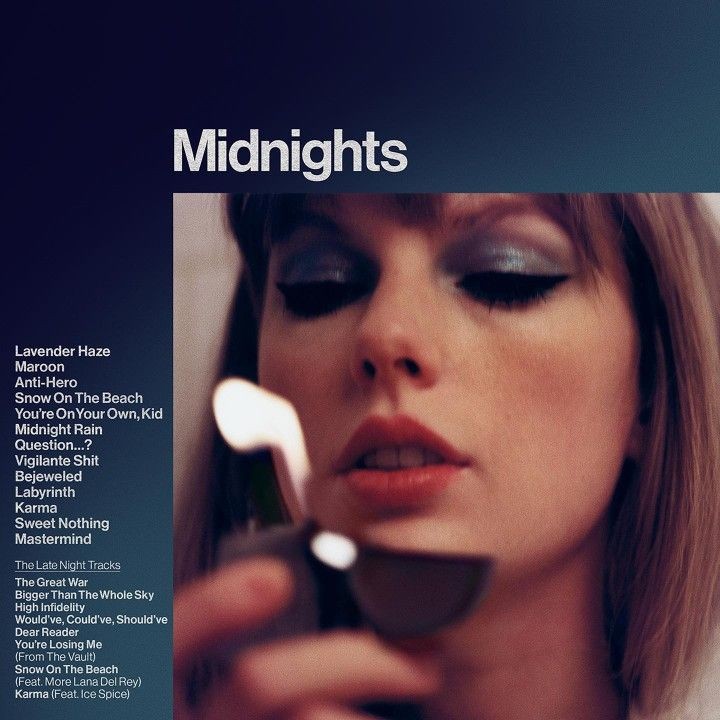 Midnights
Lavender Haze
Maroon
Anti-Hero
Snow On The Beach
You're On Your Own, Kid
Midnight Rain
Question...?
Vigilante Shit
Bejeweled
Labyrinth
Karma
Sweet Nothing
Mastermind
The Late Night Tracks
The Great War
Bigger Than The Whole Sky
High Infidelity
Would've, Could've, Should've
Dear Reader
You're Losing Me
(From The Vault)
Snow On The Beach
(Feat. More Lana Del Rey)
Karma (Feat. Ice Spice)